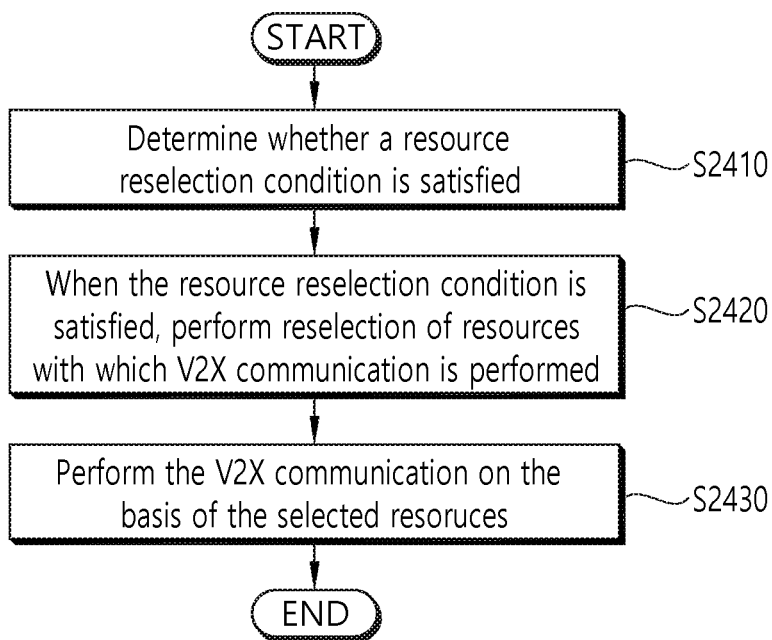 START
Determine whether a resource
reselection condition is satisfied
S2410
When the resource reselection condition is
satisfied, perform reselection of resources
with which V2X communication is performed
S2420
Perform the V2X communication on the
basis of the selected resoruces
S2430
END